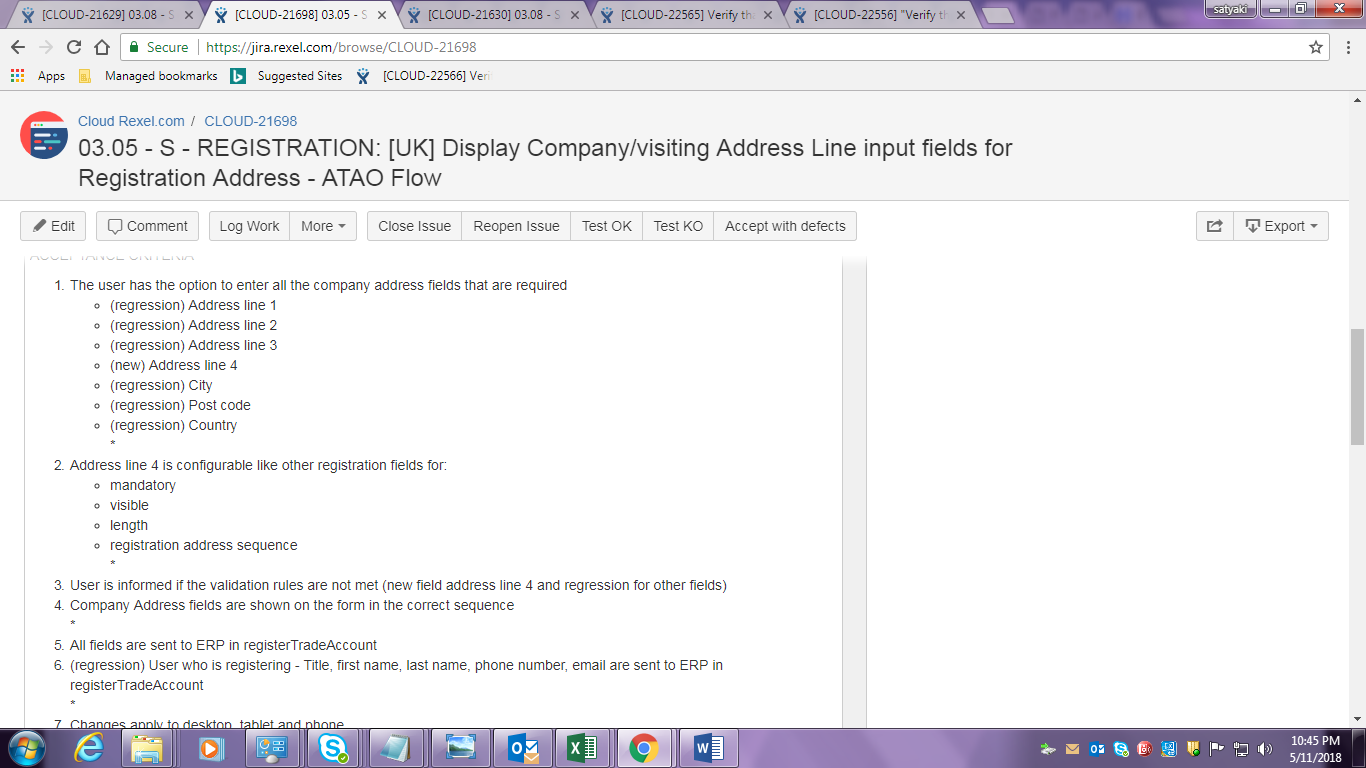 [CLOUD-21629] 03.08 - S
[CLOUD-21698] 03.05 - S
[CLOUD-21630] 03.08 - S
[CLOUD-22565] Verify th
[CLOUD-22556] "Verify th
satyaki
Secure https://jira.rexel.com/browse/CLOUD-21698
Apps Managed bookmarks Suggested Sites [CLOUD-22566] Veri
Cloud Rexel.com / CLOUD-21698
03.05 - S - REGISTRATION: [UK] Display Company/visiting Address Line input fields for
Registration Address - ATAO Flow
Edit Comment Log Work More Close Issue Reopen Issue Test OK Test KO Accept with defects Export
ACCEPTANCE CRITERIA
1. The user has the option to enter all the company address fields that are required
(regression) Address line 1
(regression) Address line 2
(regression) Address line 3
(new) Address line 4
(regression) City
(regression) Post code
(regression) Country
*
2. Address line 4 is configurable like other registration fields for:
mandatory
visible
length
registration address sequence
*
3. User is informed if the validation rules are not met (new field address line 4 and regression for other fields)
4. Company Address fields are shown on the form in the correct sequence
*
5. All fields are sent to ERP in registerTradeAccount
6. (regression) User who is registering - Title, first name, last name, phone number, email are sent to ERP in
registerTradeAccount
*
7. Changes apply to desktop, tablet and phone
10:45 PM
5/11/2018